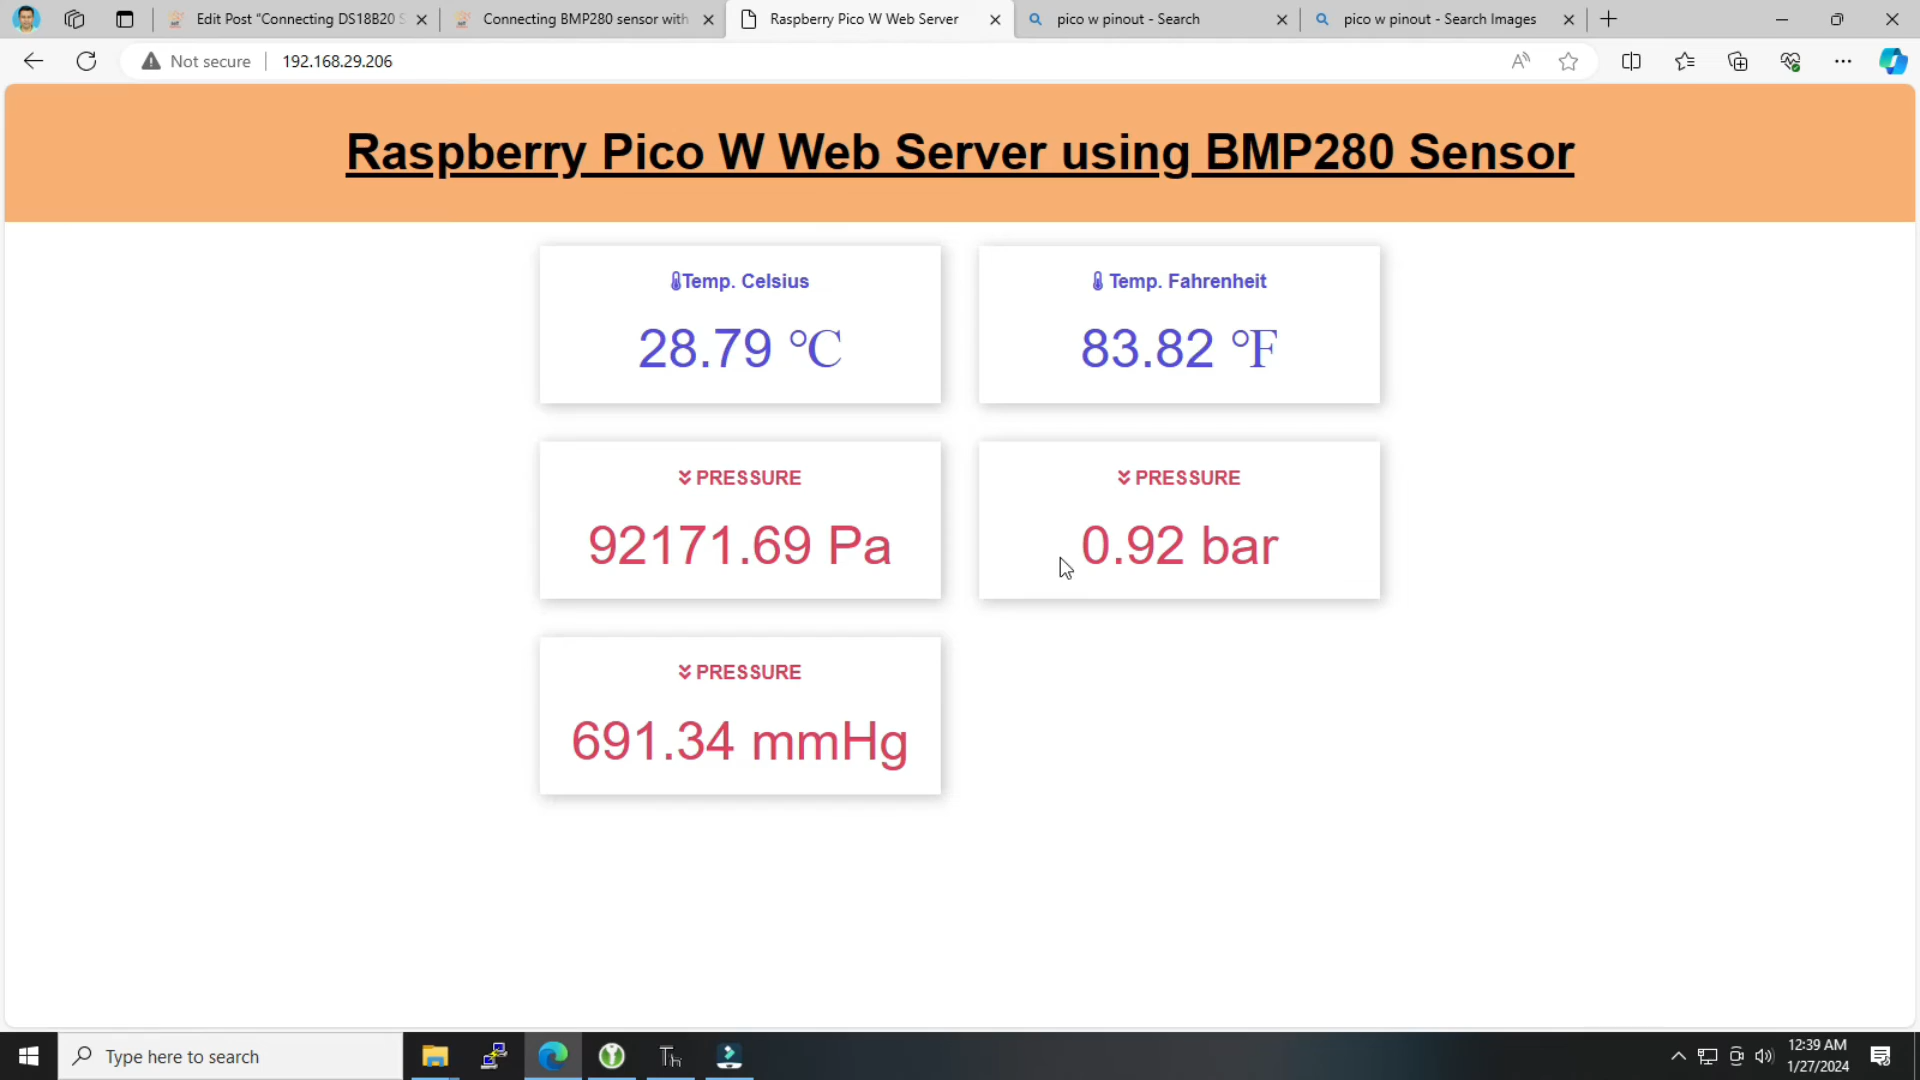 Edit Post "Connecting DS18B20 S
Connecting BMP280 sensor with
Raspberry Pico W Web Server
pico w pinout - Search
pico w pinout - Search Images
Not secure
192.168.29.206
Raspberry Pico W Web Server using BMP280 Sensor
Temp. Celsius
28.79 ℃
Temp. Fahrenheit
83.82 ℉
PRESSURE
92171.69 Pa
PRESSURE
0.92 bar
PRESSURE
691.34 mmHg
Type here to search
Th
12:39 AM
1/27/2024